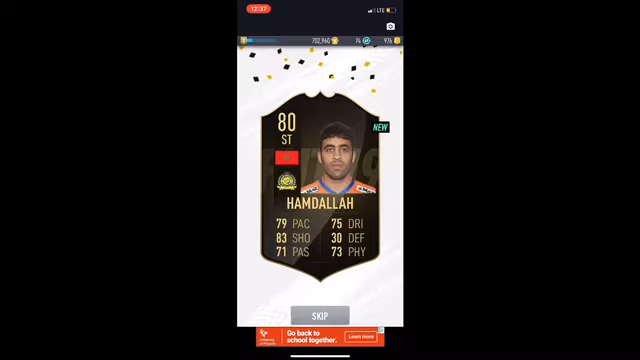 12:37
LTE
702,960 74 976
80
ST
NEW
HAMDALLAH
79 PAC 75 DRI
83 SHO 30 DEF
71 PAS 73 PHY
SKIP
Go back to
school together.
Learn more